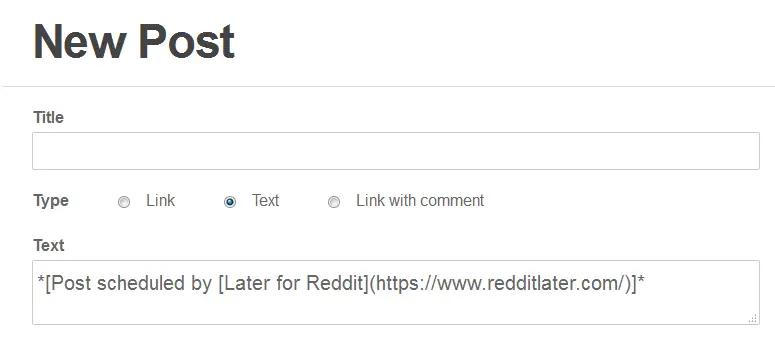 New Post
Title
Type Link Text Link with comment
Text
*[Post scheduled by [Later for Reddit](https://www.redditlater.com/)]*